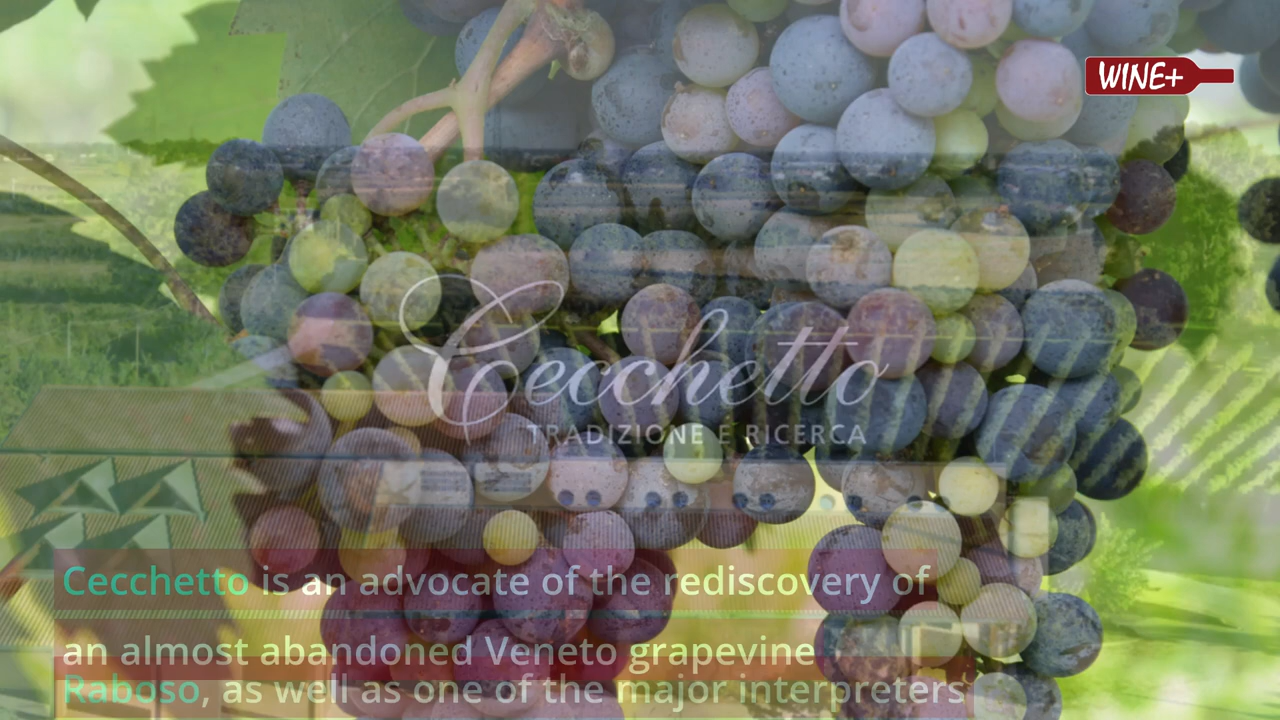 WINE+
Cecchetto
TRADIZIONE E RICERCA
Cecchetto is an advocate of the rediscovery of
an almost abandoned Veneto grapevine
Raboso, as well as one of the major interpreters